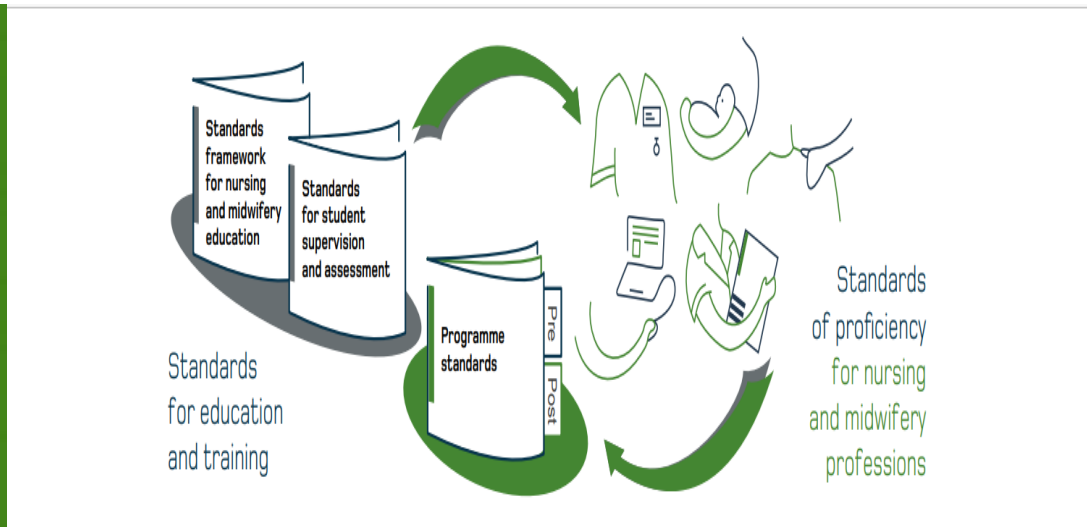 Standards
framework
for nursing
and midwifery
education
Standards
for student
supervision
and assessment
Programme
standards
Pre
Post
Standards
for education
and training
Standards
of proficiency
for nursing
and midwifery
professions